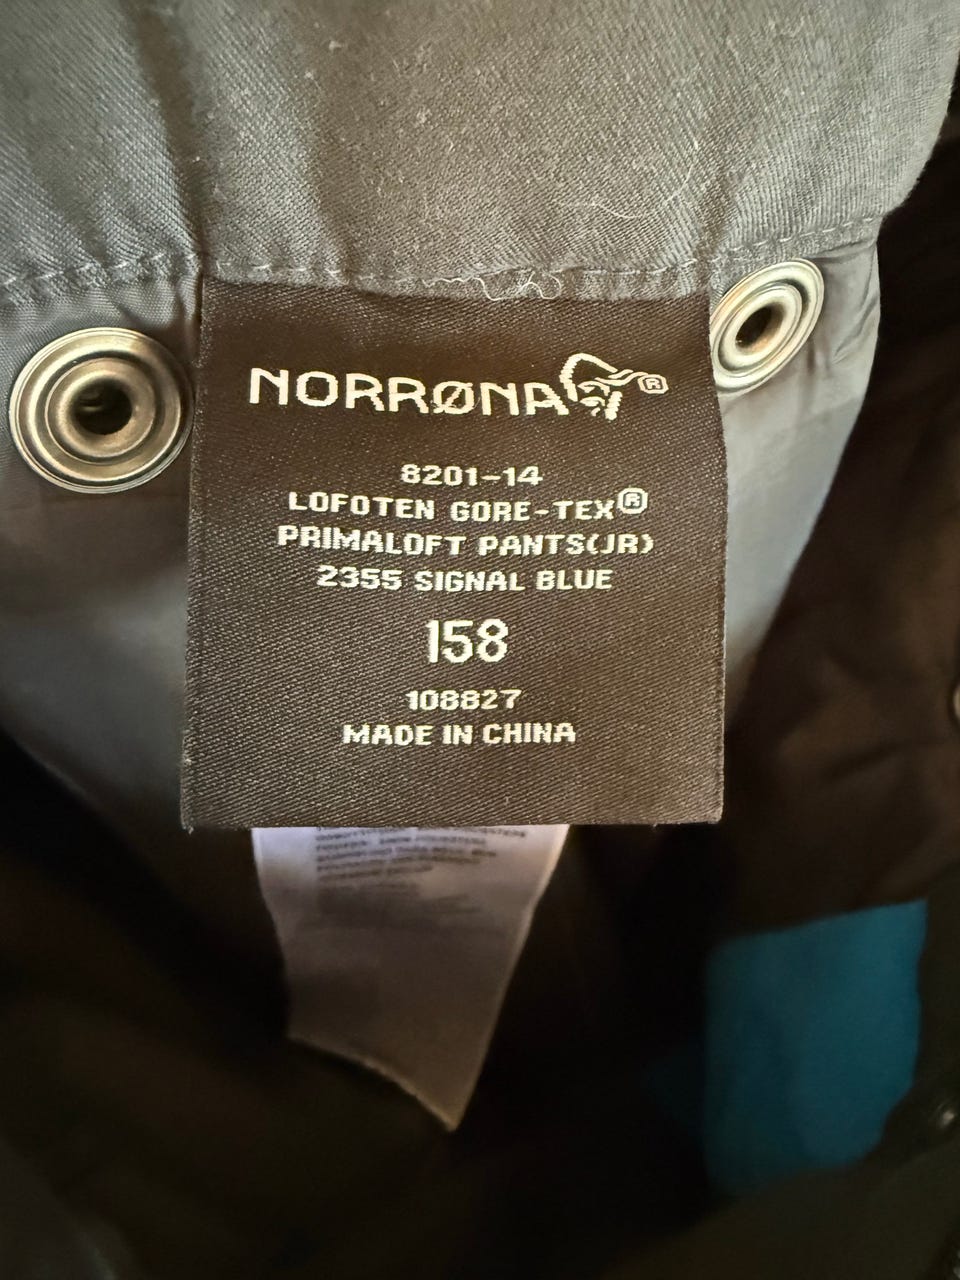 NORRØNA®
8201-14
LOFOTEN GORE-TEX®
PRIMALOFT PANTS(JR)
2355 SIGNAL BLUE
158
108827
MADE IN CHINA